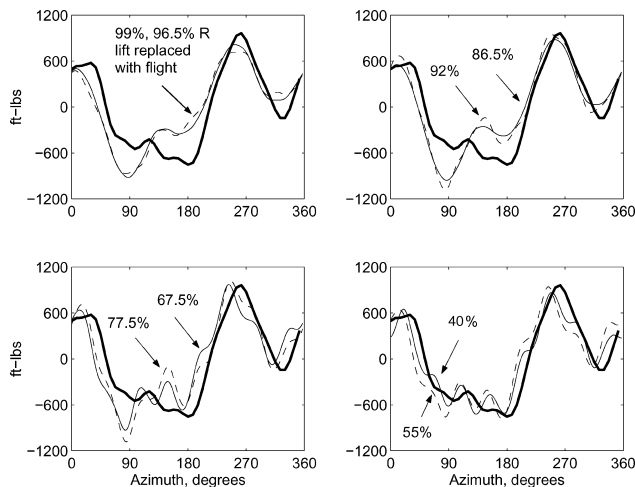 1200
600
0
−600
−1200
ft−lbs
99%, 96.5% R
lift replaced
with flight
0 90 180 270 360
1200
600
0
−600
−1200
92%
86.5%
0 90 180 270 360
1200
600
0
−600
−1200
ft−lbs
77.5%
67.5%
0 90 180 270 360
Azimuth, degrees
1200
600
0
−600
−1200
40%
55%
0 90 180 270 360
Azimuth, degrees